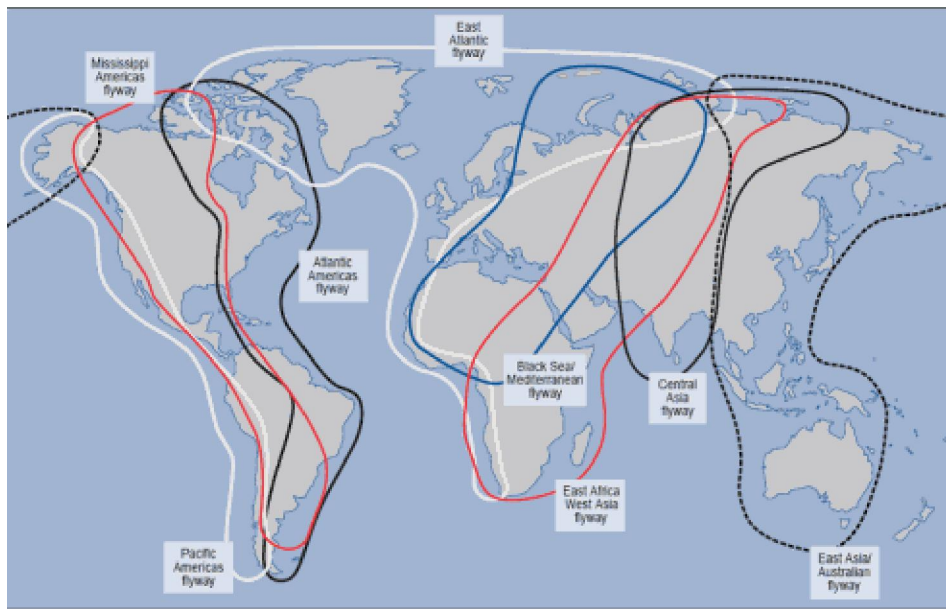 East
Atlantic
flyway
Mississippi
Americas
flyway
Atlantic
Americas
flyway
Black Sea/
Mediterranean
flyway
Central
Asia
flyway
East Africa
West Asia
flyway
Pacific
Americas
flyway
East Asia/
Australian
flyway